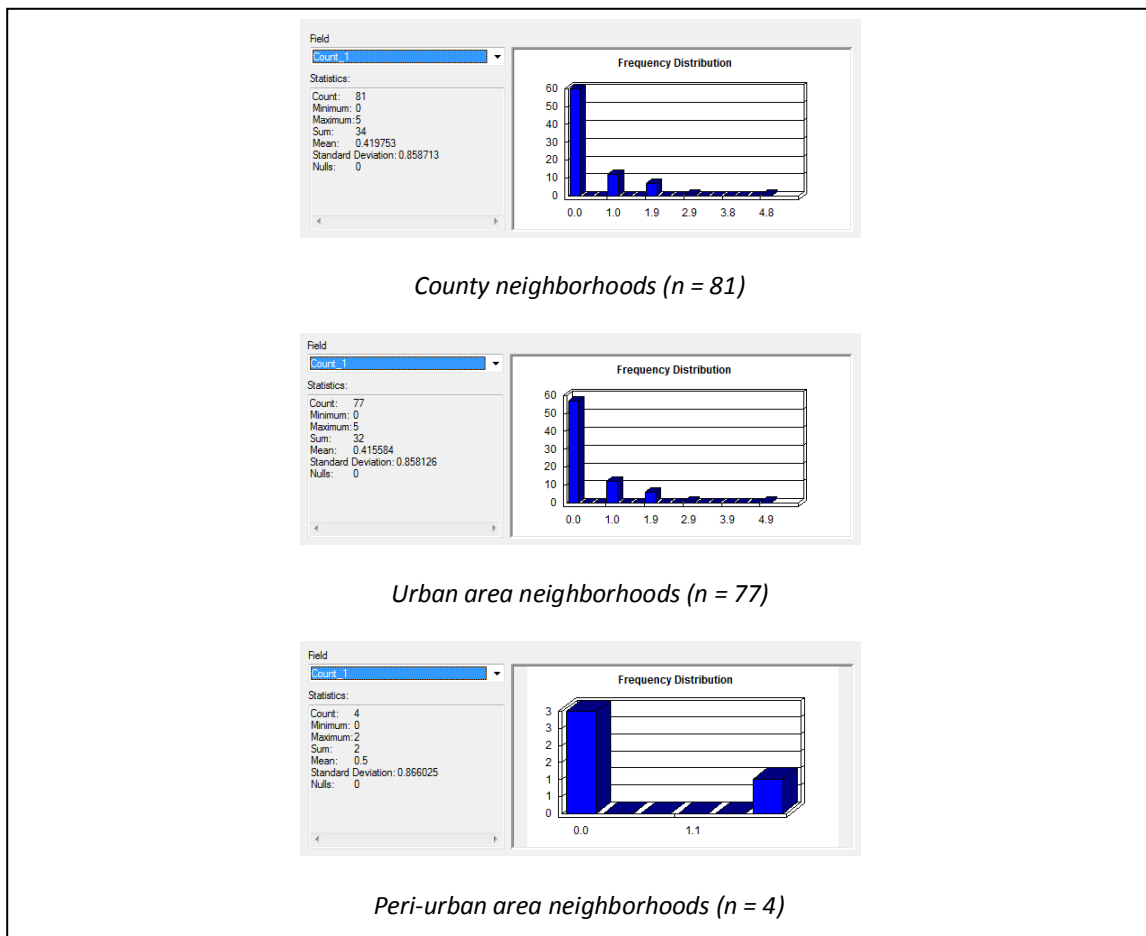 Field
Count_1
Statistics:
Count: 81
Minimum: 0
Maximum: 5
Sum: 34
Mean: 0.419753
Standard Deviation: 0.858713
Nulls: 0
Frequency Distribution
60
50
40
30
20
10
0
0.0 1.0 1.9 2.9 3.8 4.8
County neighborhoods (n = 81)
Field
Count_1
Statistics:
Count: 77
Minimum: 0
Maximum: 5
Sum: 32
Mean: 0.415584
Standard Deviation: 0.858126
Nulls: 0
Frequency Distribution
60
50
40
30
20
10
0
0.0 1.0 1.9 2.9 3.9 4.9
Urban area neighborhoods (n = 77)
Field
Count_1
Statistics:
Count: 4
Minimum: 0
Maximum: 2
Sum: 2
Mean: 0.5
Standard Deviation: 0.866025
Nulls: 0
Frequency Distribution
3
3
2
2
1
1
0
0.0 1.1
Peri-urban area neighborhoods (n = 4)